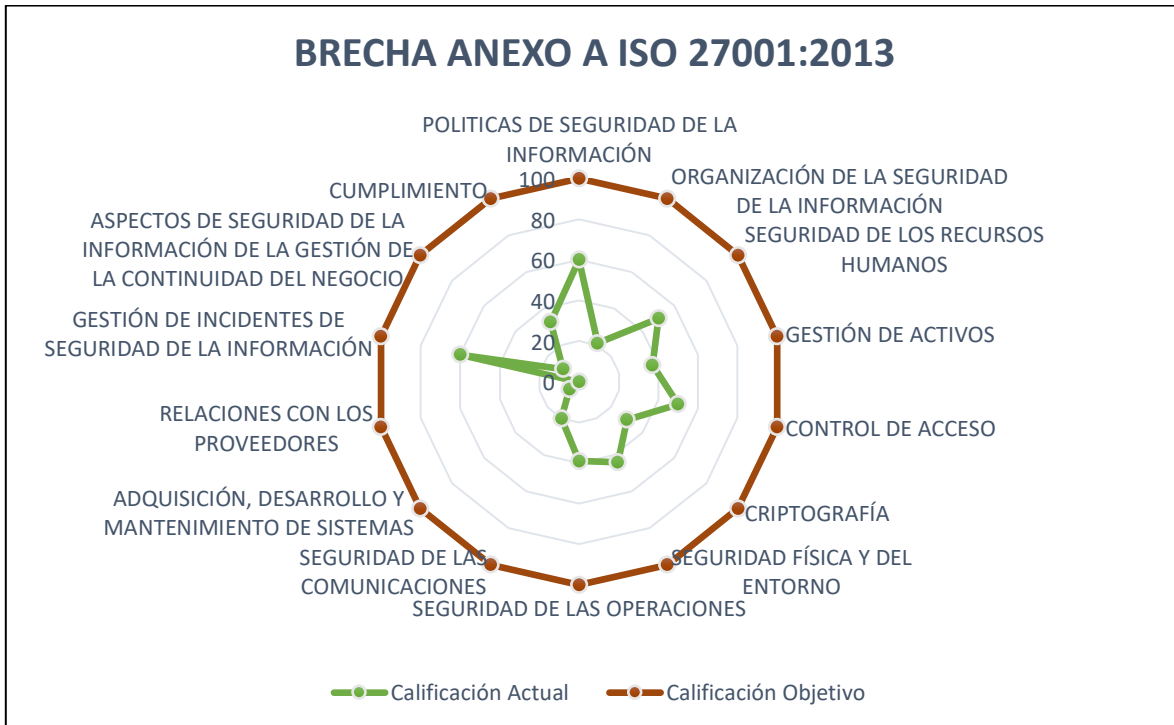 BRECHA ANEXO A ISO 27001:2013
POLITICAS DE SEGURIDAD DE LA
INFORMACIÓN
ORGANIZACIÓN DE LA SEGURIDAD
DE LA INFORMACIÓN
SEGURIDAD DE LOS RECURSOS
HUMANOS
GESTIÓN DE ACTIVOS
CONTROL DE ACCESO
CRIPTOGRAFÍA
SEGURIDAD FÍSICA Y DEL
ENTORNO
SEGURIDAD DE LAS OPERACIONES
SEGURIDAD DE LAS
COMUNICACIONES
ADQUISICIÓN, DESARROLLO Y
MANTENIMIENTO DE SISTEMAS
RELACIONES CON LOS
PROVEEDORES
GESTIÓN DE INCIDENTES DE
SEGURIDAD DE LA INFORMACIÓN
ASPECTOS DE SEGURIDAD DE LA
INFORMACIÓN DE LA GESTIÓN DE
LA CONTINUIDAD DEL NEGOCIO
CUMPLIMIENTO
100
80
60
40
20
0
Calificación Actual
Calificación Objetivo